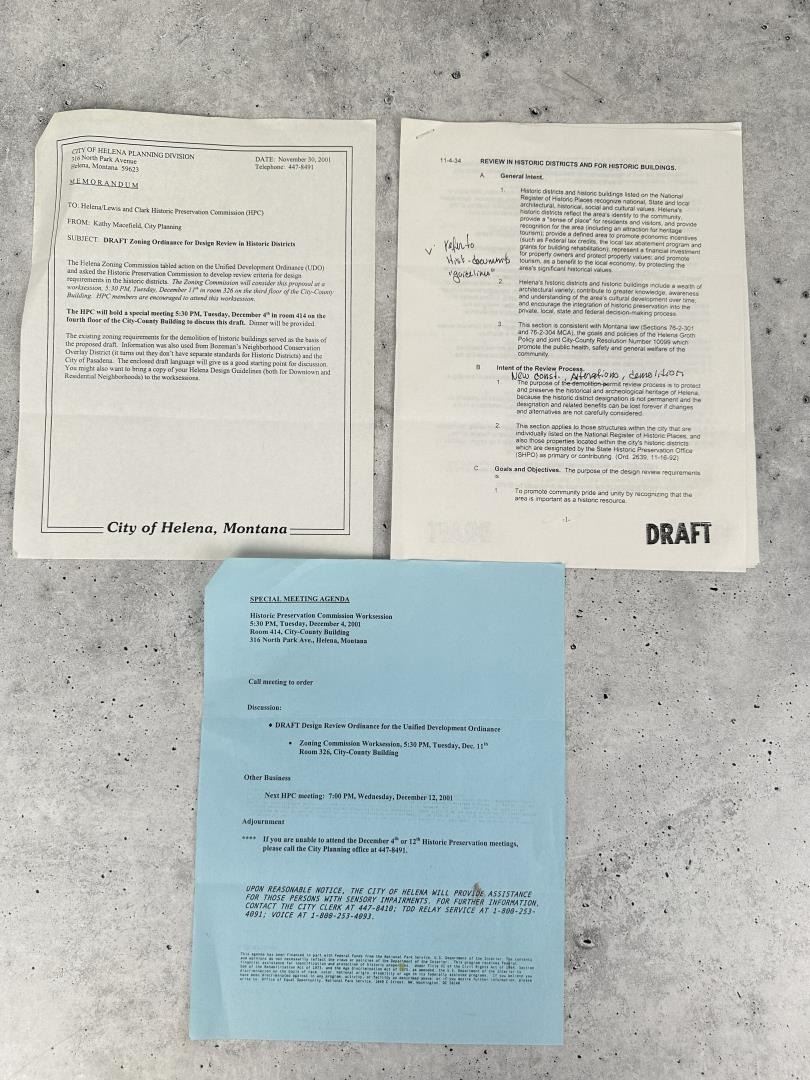 CITY OF HELENA PLANNING DIVISION
316 North Park Avenue
Helena, Montana 59623
DATE: November 30, 2001
Telephone: 447-8491
MEMORANDUM
TO: Helena/Lewis and Clark Historic Preservation Commission (HPC)
FROM: Kathy Macefield, City Planning
SUBJECT: DRAFT Zoning Ordinance for Design Review in Historic Districts
The Helena Zoning Commission tabled action on the Unified Development Ordinance (UDO)
and asked the Historic Preservation Commission to develop review criteria for design
requirements in the historic districts. The Zoning Commission will consider this proposal at a
worksession, 5:30 PM, Tuesday, December 11th in room 326 on the third floor of the City-County
Building. HPC members are encouraged to attend this worksession.
The HPC will hold a special meeting 5:30 PM, Tuesday, December 4th in room 414 on the
fourth floor of the City-County Building to discuss this draft. Dinner will be provided.
The existing zoning requirements for the demolition of historic buildings served as the basis of
the proposed draft. Information was also used from Bozeman's Neighborhood Conservation
Overlay District (it turns out they don't have separate standards for Historic Districts) and the
City of Pasadena. The enclosed draft language will give us a good starting point for discussion.
You might also want to bring a copy of your Helena Design Guidelines (both for Downtown and
Residential Neighborhoods) to the worksessions.
City of Helena, Montana
11-4-34 REVIEW IN HISTORIC DISTRICTS AND FOR HISTORIC BUILDINGS.
A. General Intent.
1. Historic districts and historic buildings listed on the National
Register of Historic Places recognize national, State and local
architectural, historical, social and cultural values. Helena's
historic districts reflect the area's identity to the community,
provide a "sense of place" for residents and visitors, and provide
recognition for the area (including an attraction for heritage
tourism); provide a defined area to promote economic incentives
(such as Federal tax credits, the local tax abatement program and
grants for building rehabilitation), represent a financial investment
for property owners and protect property values; and promote
tourism, as a benefit to the local economy, by protecting the
area's significant historical values.
refer to
Hist. documents
"guidelines"
2. Helena's historic districts and historic buildings include a wealth of
architectural variety, contribute to greater knowledge, awareness
and understanding of the area's cultural development over time;
and encourage the integration of historic preservation into the
private, local, state and federal decision-making process.
3. This section is consistent with Montana law (Sections 76-2-301
and 76-2-304 MCA), the goals and policies of the Helena Groth
Policy and joint City-County Resolution Number 10099 which
promote the public health, safety and general welfare of the
community.
B Intent of the Review Process.
New const. Alterations, demolition
1. The purpose of the demolition permit review process is to protect
and preserve the historical and archeological heritage of Helena,
because the historic district designation is not permanent and the
designation and related benefits can be lost forever if changes
and alternatives are not carefully considered.
2. This section applies to those structures within the city that are
individually listed on the National Register of Historic Places, and
also those properties located within the city's historic districts
which are designated by the State Historic Preservation Office
(SHPO) as primary or contributing. (Ord. 2639, 11-16-92)
C. Goals and Objectives. The purpose of the design review requirements
is
1 To promote community pride and unity by recognizing that the
area is important as a historic resource.
-1-
DRAFT
SPECIAL MEETING AGENDA
Historic Preservation Commission Worksession
5:30 PM, Tuesday, December 4, 2001
Room 414, City-County Building
316 North Park Ave., Helena, Montana
Call meeting to order
Discussion:
♦ DRAFT Design Review Ordinance for the Unified Development Ordinance
• Zoning Commission Worksession, 5:30 PM, Tuesday, Dec. 11th
Room 326, City-County Building
Other Business
Next HPC meeting: 7:00 PM, Wednesday, December 12, 2001
Adjournment
**** If you are unable to attend the December 4th or 12th Historic Preservation meetings,
please call the City Planning office at 447-8491.
UPON REASONABLE NOTICE, THE CITY OF HELENA WILL PROVIDE ASSISTANCE
FOR THOSE PERSONS WITH SENSORY IMPAIRMENTS. FOR FURTHER INFORMATION,
CONTACT THE CITY CLERK AT 447-8410; TDD RELAY SERVICE AT 1-800-253-
4091; VOICE AT 1-800-253-4093.
This agenda has been financed in part with Federal funds from the National Park Service, U.S. Department of the Interior.